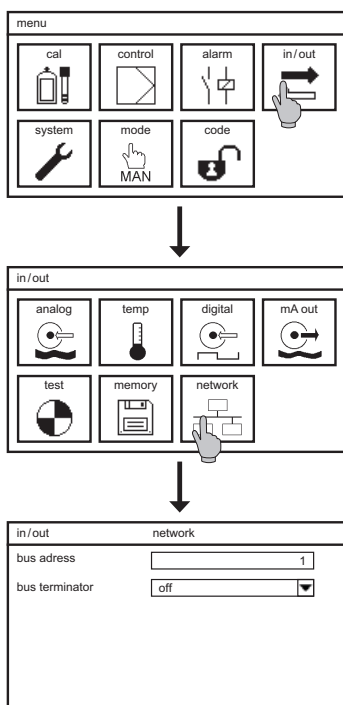 menu
cal control alarm in/out
system mode code
MAN
in/out
analog temp digital mA out
test memory network
in/out network
bus adress 1
bus terminator off